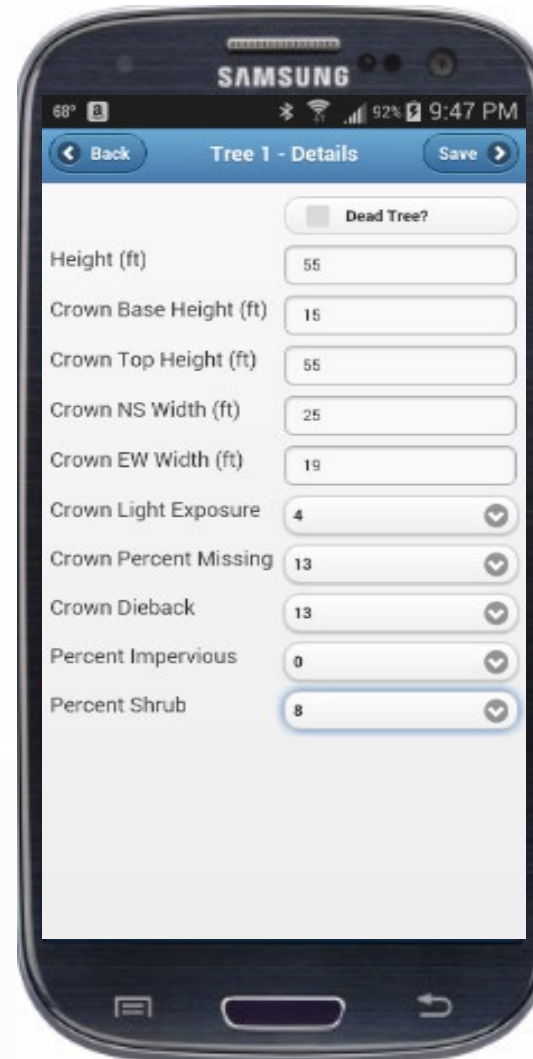 SAMSUNG
68° a 92% 9:47 PM
Back Tree 1 - Details Save
Dead Tree?
Height (ft) 55
Crown Base Height (ft) 15
Crown Top Height (ft) 55
Crown NS Width (ft) 25
Crown EW Width (ft) 19
Crown Light Exposure 4
Crown Percent Missing 13
Crown Dieback 13
Percent Impervious 0
Percent Shrub 8